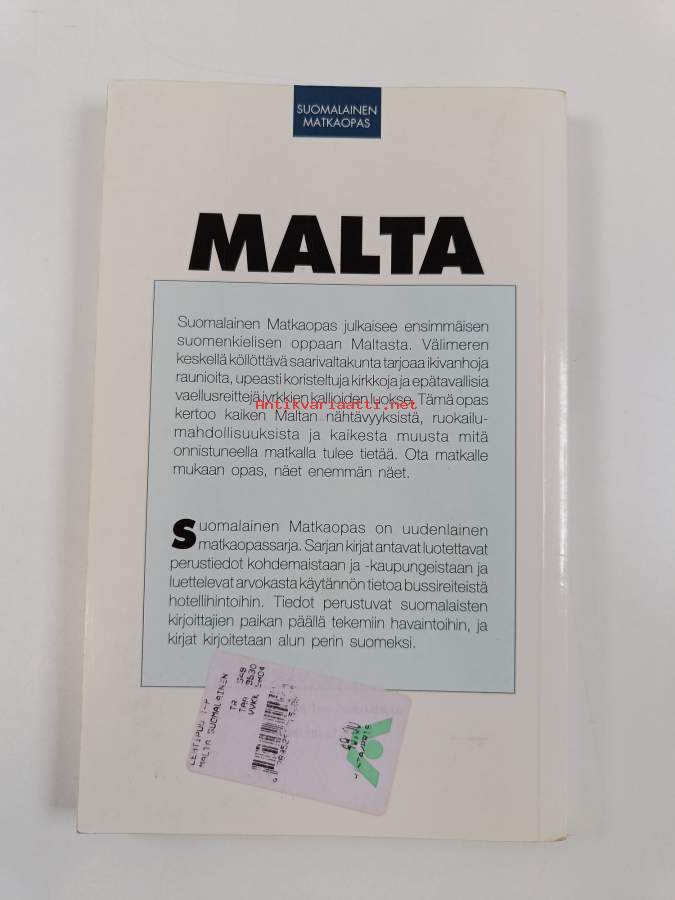 SUOMALAINEN
MATKAOPAS
MALTA
Suomalainen Matkaopas julkaisee ensimmäisen
suomenkielisen oppaan Maltasta. Välimeren
keskellä köllöttävä saarivaltakunta tarjoaa ikivanhoja
raunioita, upeasti koristeltuja kirkkoja ja epätavallisia
vaellusreittejä jyrkkien kallioiden luokse. Tämä opas
Antikvariaatti.net
kertoo kaiken Maltan nähtävyyksistä, ruokailu-
mahdollisuuksista ja kaikesta muusta mitä
onnistuneella matkalla tulee tietää. Ota matkalle
mukaan opas, näet enemmän näet.
Suomalainen Matkaopas on uudenlainen
matkaopassarja. Sarjan kirjat antavat luotettavat
perustiedot kohdemaistaan ja -kaupungeistaan ja
luettelevat arvokasta käytännön tietoa bussireiteistä
hotellihintoihin. Tiedot perustuvat suomalaisten
kirjoittajien paikan päällä tekemiin havaintoihin, ja
kirjat kirjoitetaan alun perin suomeksi.
MALTA SUOMALAINEN